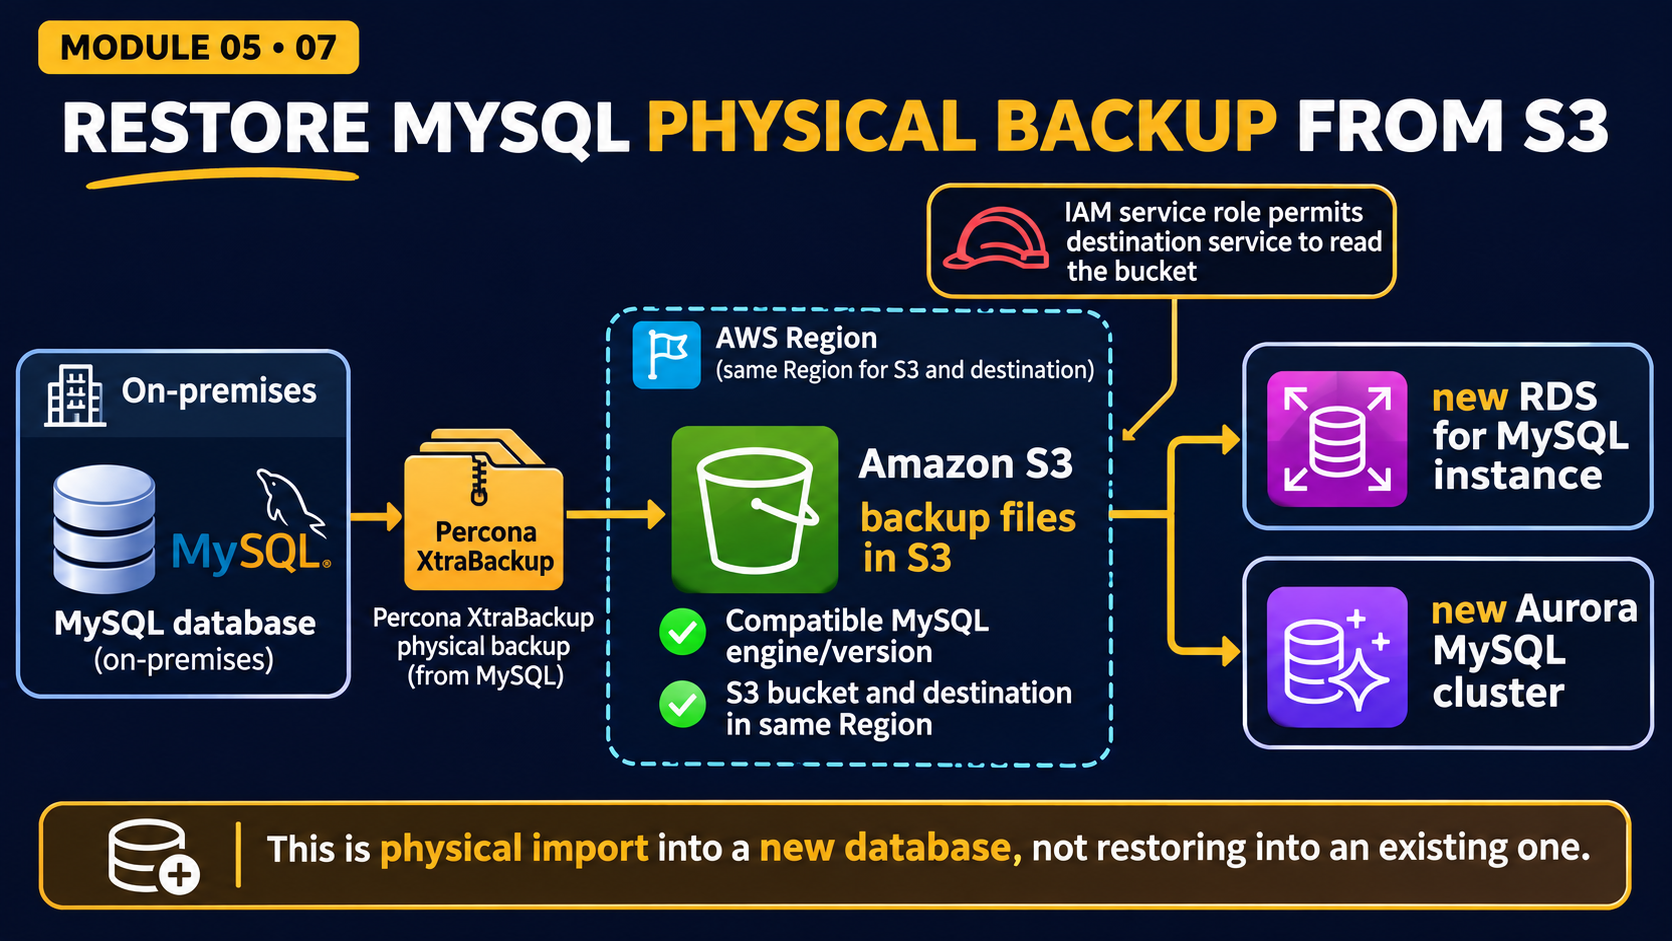 MODULE 05 • 07
RESTORE MYSQL PHYSICAL BACKUP FROM S3
IAM service role permits
destination service to read
the bucket
On-premises
MySQL®
MySQL database
(on-premises)
Percona
XtraBackup
Percona XtraBackup
physical backup
(from MySQL)
AWS Region
(same Region for S3 and destination)
Amazon S3
backup files
in S3
Compatible MySQL
engine/version
S3 bucket and destination
in same Region
new RDS
for MySQL
instance
new Aurora
MySQL
cluster
This is physical import into a new database, not restoring into an existing one.